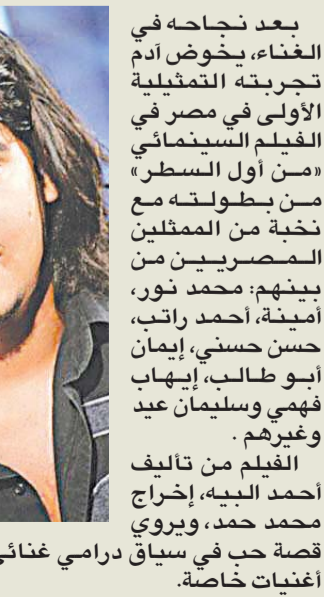 بعد نجاحه في
الغناء، يخوض آدم
تجربته التمثيلية
الأولى في مصر في
الفيلم السينمائي
«من أول السطر»
من بطولته مع
نخبة من الممثلين
المصريين من
بينهم: محمد نور،
أمينة، أحمد راتب،
حسن حسني، إيمان
أبو طالب، إيهاب
فهمي وسليمان عيد
وغيرهم.
الفيلم من تأليف
أحمد البيه، إخراج
محمد حمد، ويروي
قصة حب في سياق درامي غنائي
أغنيات خاصة.